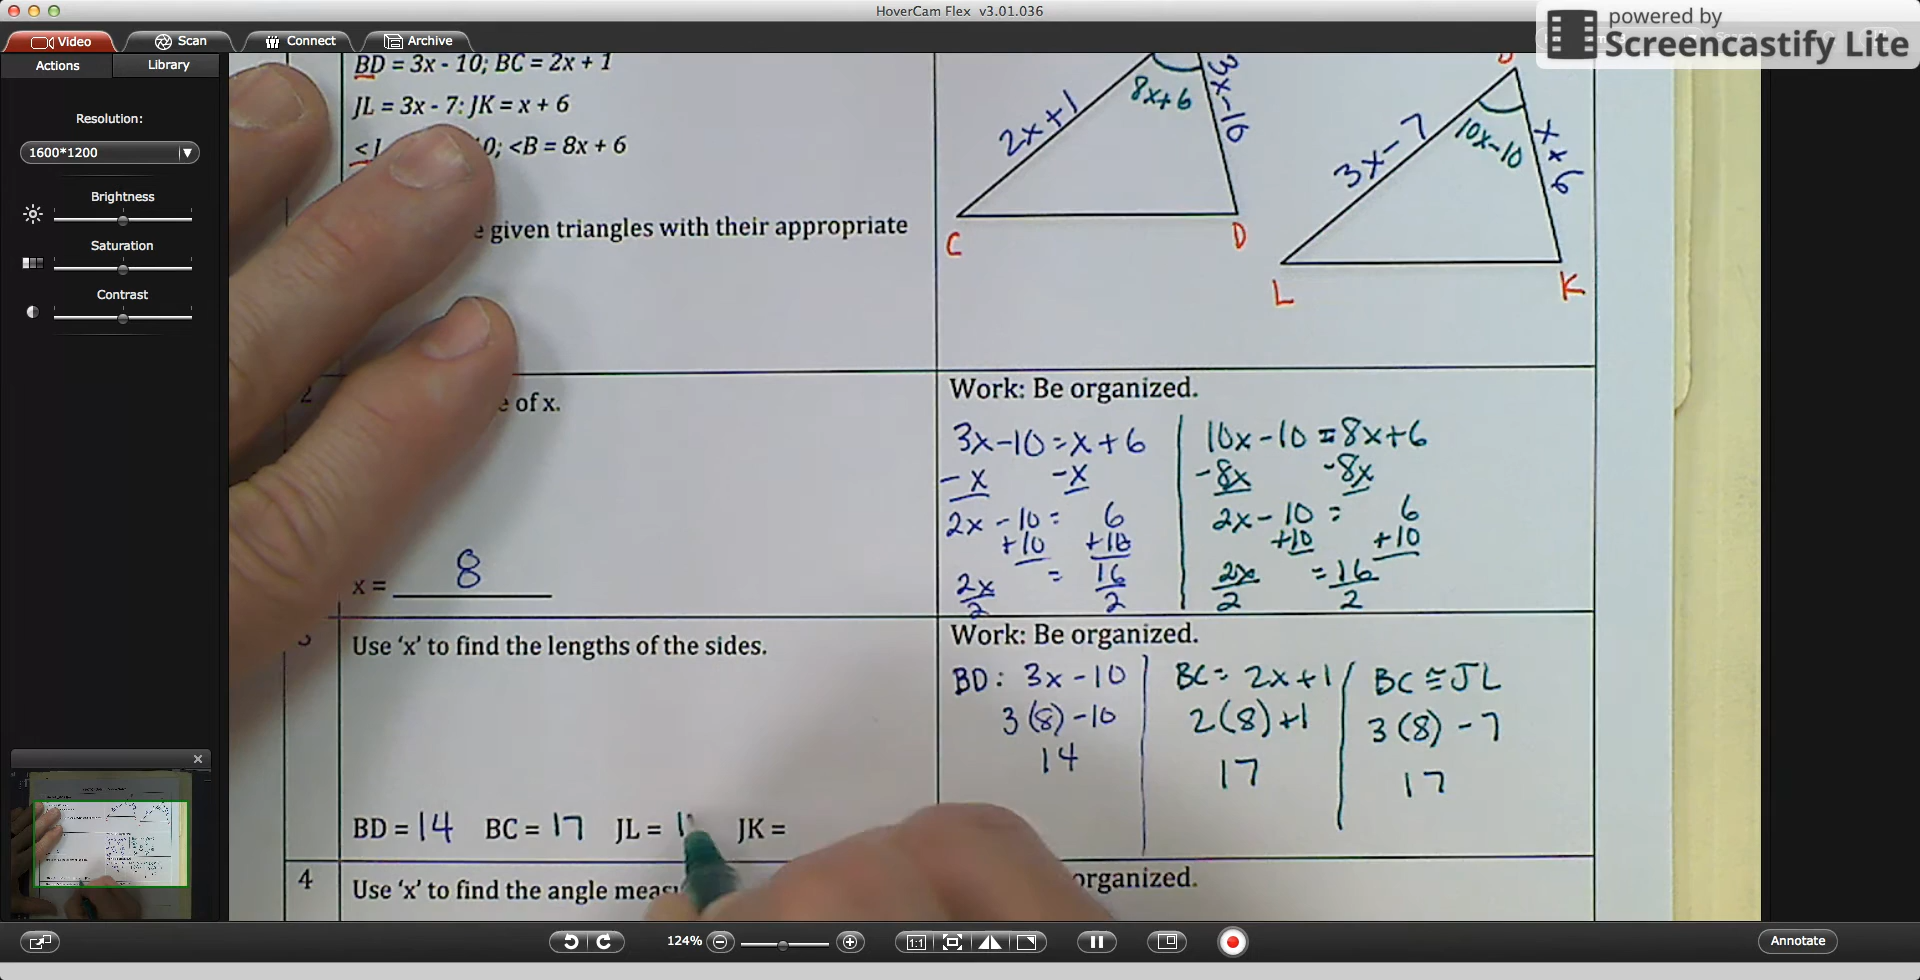 HoverCam Flex v3.01.036
powered by
Screencastify Lite
Video
Scan
Connect
Archive
Actions
Library
Resolution:
1600*1200
Brightness
Saturation
Contrast
BD = 3x - 10; BC = 2x + 1
JL = 3x - 7: JK = x + 6
0; <B = 8x + 6
given triangles with their appropriate
2x+1
8x+6
3x-10
C
D
3x-7
10x-10
L
K
2
of x.
x = 8
Work: Be organized.
3x-10=x+6
-x -x
2x-10= 6
+10 +10
2x = 16
2 2
10x-10=8x+6
-8x -8x
2x-10= 6
+10 +10
2x =16
2 2
3
Use 'x' to find the lengths of the sides.
BD = 14 BC = 17 JL = 1 JK =
Work: Be organized.
BD: 3x-10
3(8)-10
14
BC= 2x+1
2(8)+1
17
BC≅JL
3(8)-7
17
4
Use 'x' to find the angle
organized.
124%
1:1
Annotate